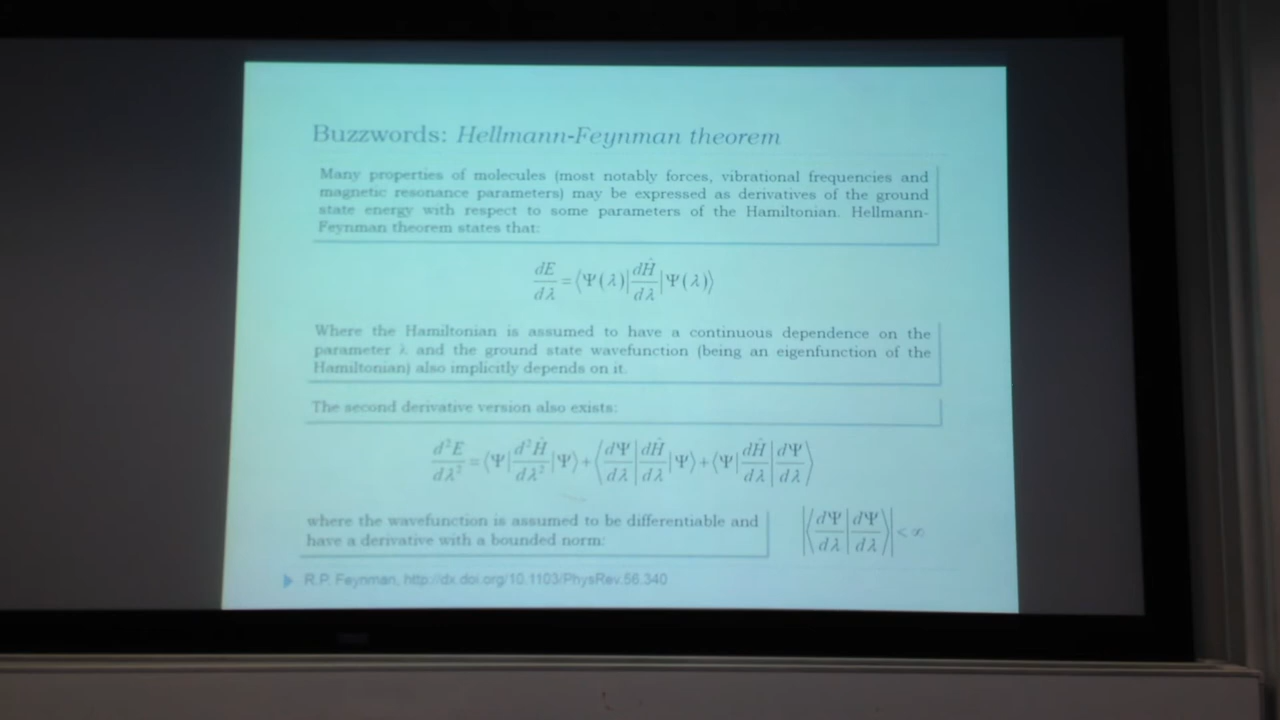 Buzzwords: Hellmann-Feynman theorem
Many properties of molecules (most notably forces, vibrational frequencies and
magnetic resonance parameters) may be expressed as derivatives of the ground
state energy with respect to some parameters of the Hamiltonian. Hellmann-
Feynman theorem states that:
dE/dλ = ⟨Ψ(λ)|dĤ/dλ|Ψ(λ)⟩
Where the Hamiltonian is assumed to have a continuous dependence on the
parameter λ and the ground state wavefunction (being an eigenfunction of the
Hamiltonian) also implicitly depends on it.
The second derivative version also exists:
d²E/dλ² = ⟨Ψ|d²Ĥ/dλ²|Ψ⟩ + ⟨dΨ/dλ|dĤ/dλ|Ψ⟩ + ⟨Ψ|dĤ/dλ|dΨ/dλ⟩
where the wavefunction is assumed to be differentiable and
have a derivative with a bounded norm:
|⟨dΨ/dλ|dΨ/dλ⟩| < ∞
R.P. Feynman, http://dx.doi.org/10.1103/PhysRev.56.340